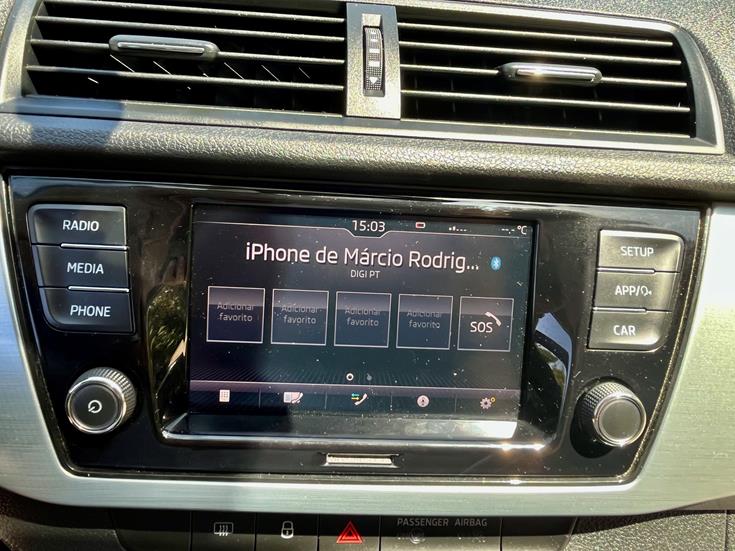 RADIO
MEDIA
PHONE
15:03
--.-°C
iPhone de Márcio Rodrig...
DIGI PT
Adicionar
favorito
Adicionar
favorito
Adicionar
favorito
Adicionar
favorito
SOS
SETUP
APP/
CAR
PASSENGER AIRBAG